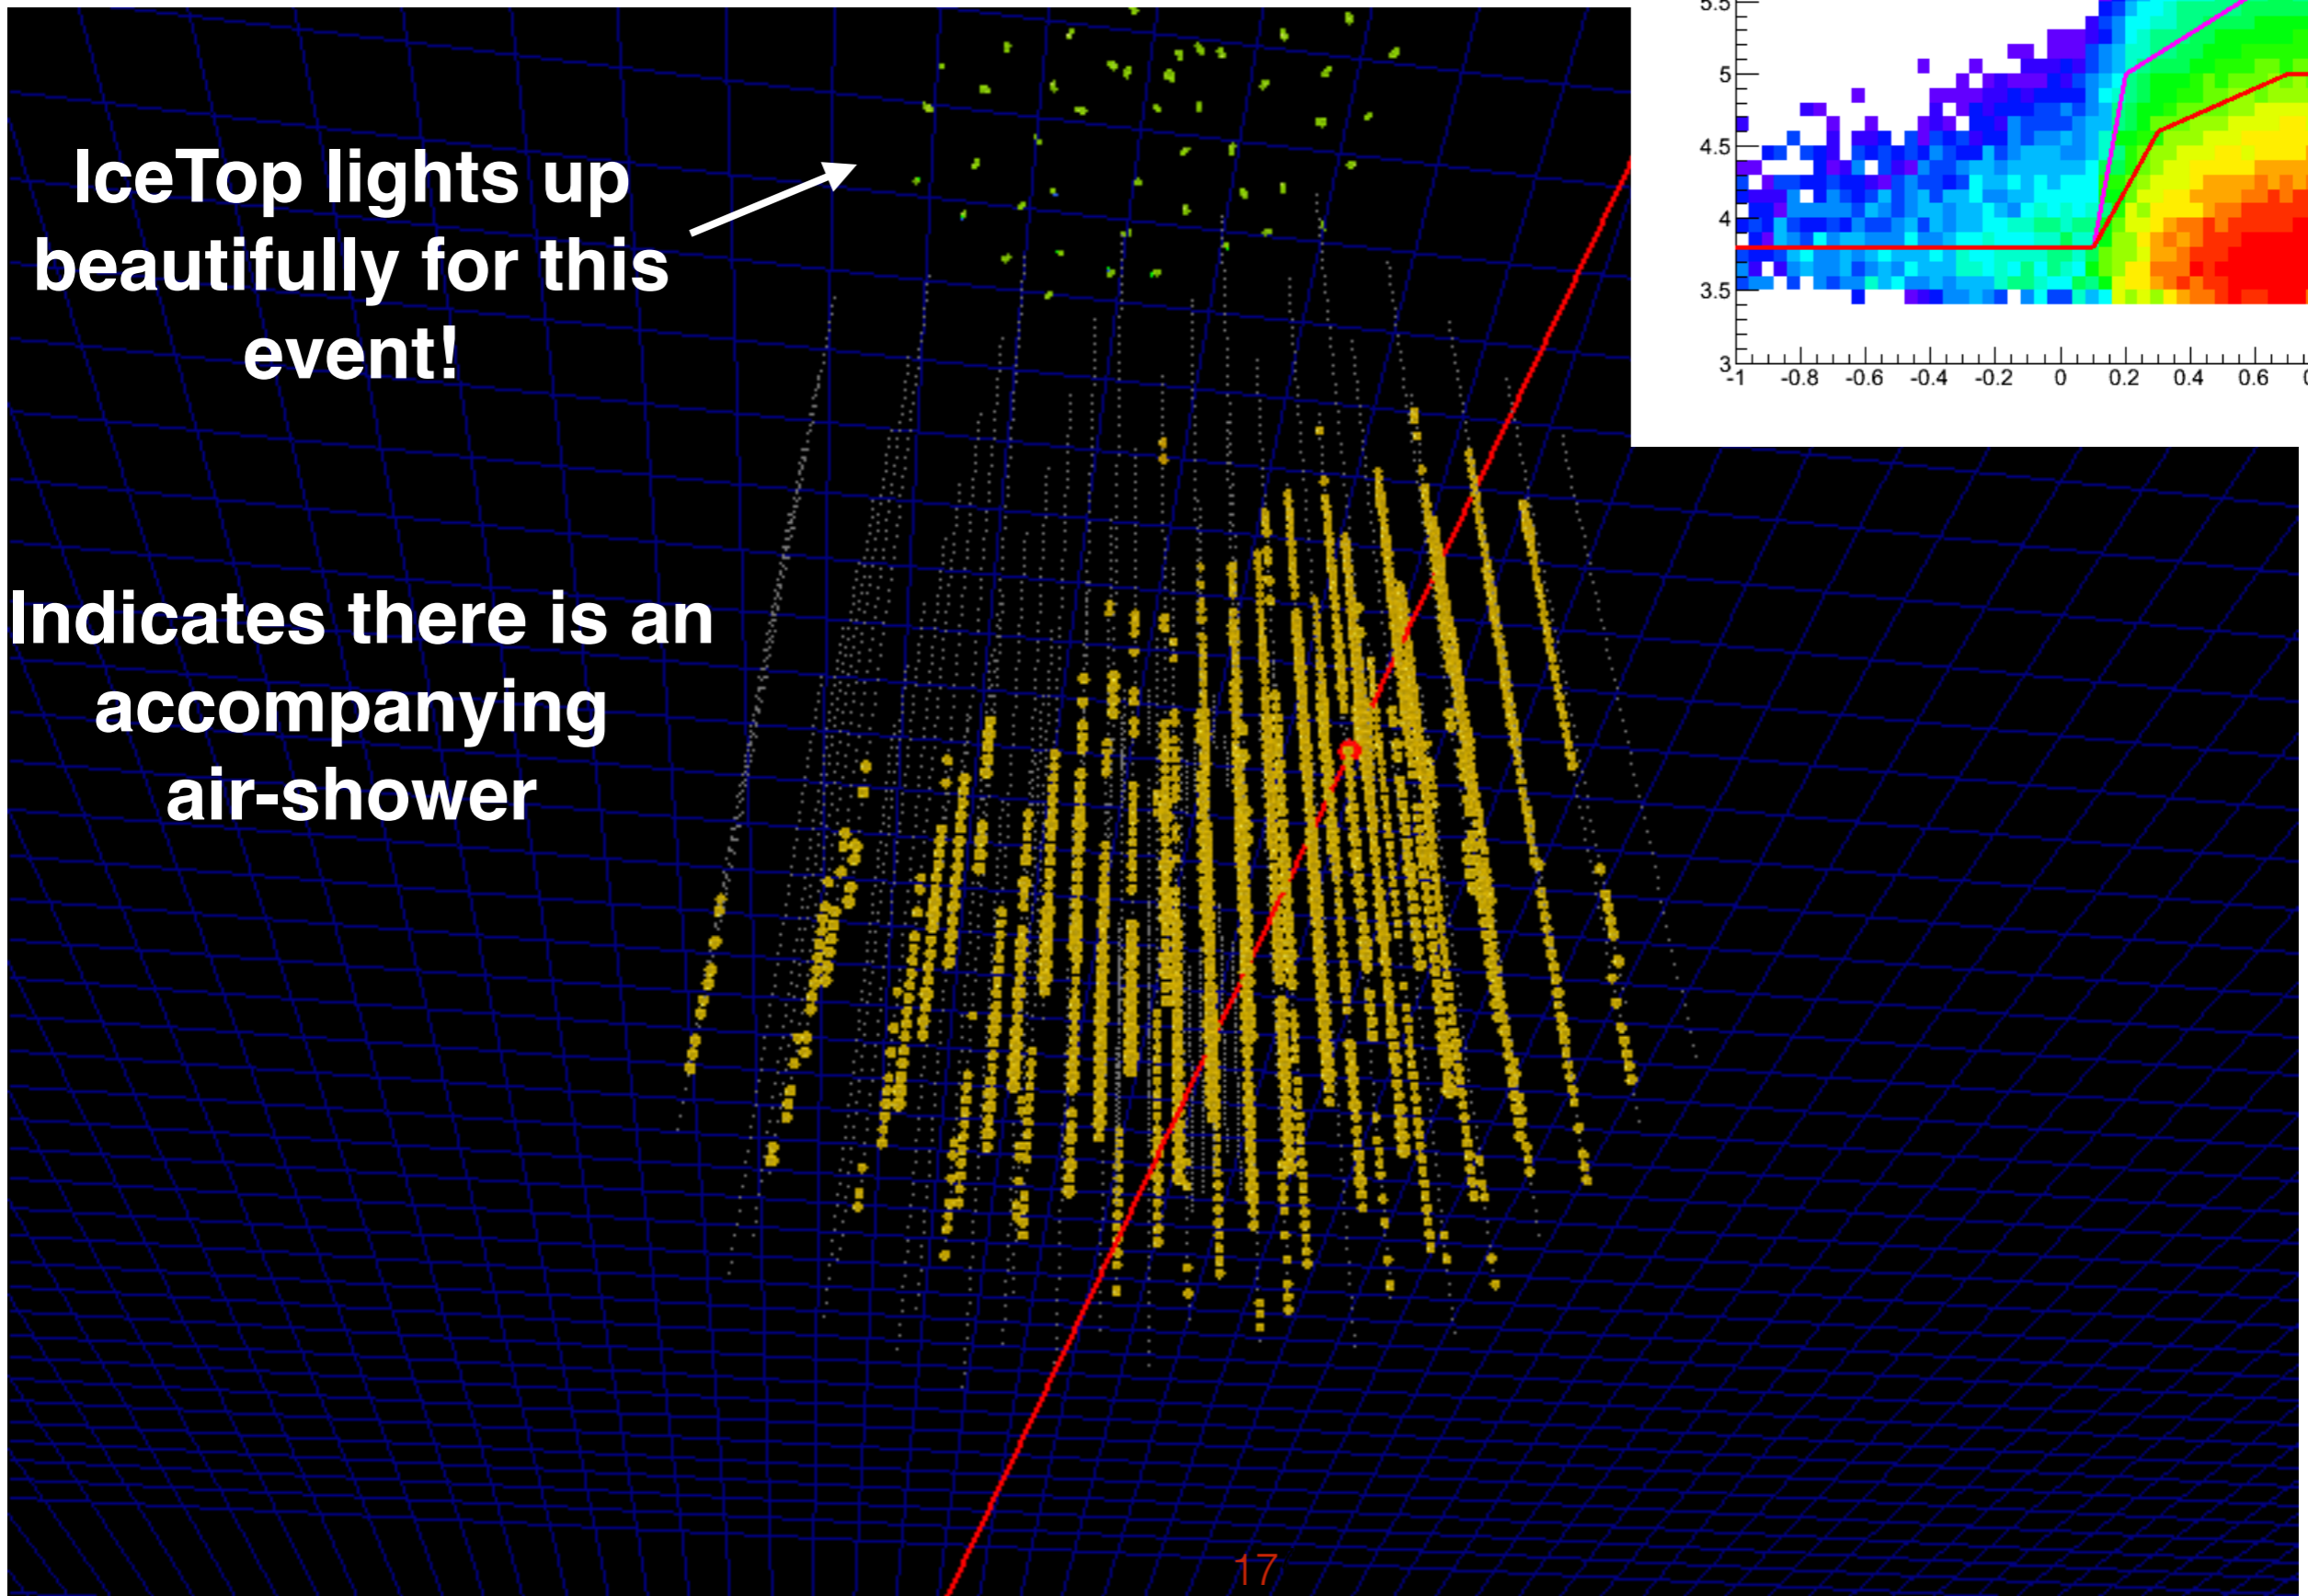 IceTop lights up
beautifully for this
event!
Indicates there is an
accompanying
air-shower
5.5
5
4.5
4
3.5
3
-1 -0.8 -0.6 -0.4 -0.2 0 0.2 0.4 0.6
17